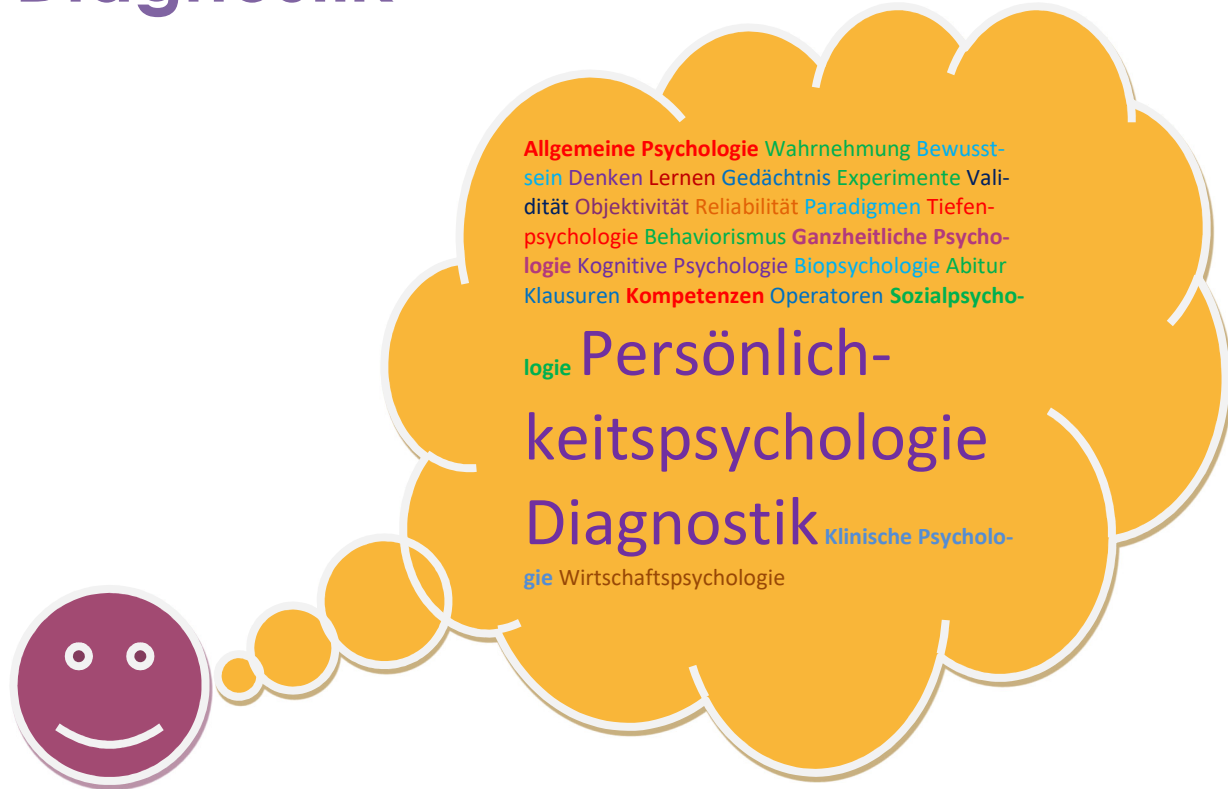 Diagnostik
Allgemeine Psychologie Wahrnehmung Bewusst-
sein Denken Lernen Gedächtnis Experimente Vali-
dität Objektivität Reliabilität Paradigmen Tiefen-
psychologie Behaviorismus Ganzheitliche Psycho-
logie Kognitive Psychologie Biopsychologie Abitur
Klausuren Kompetenzen Operatoren Sozialpsycho-
logie Persönlich-
keitspsychologie
Diagnostik Klinische Psycholo-
gie Wirtschaftspsychologie